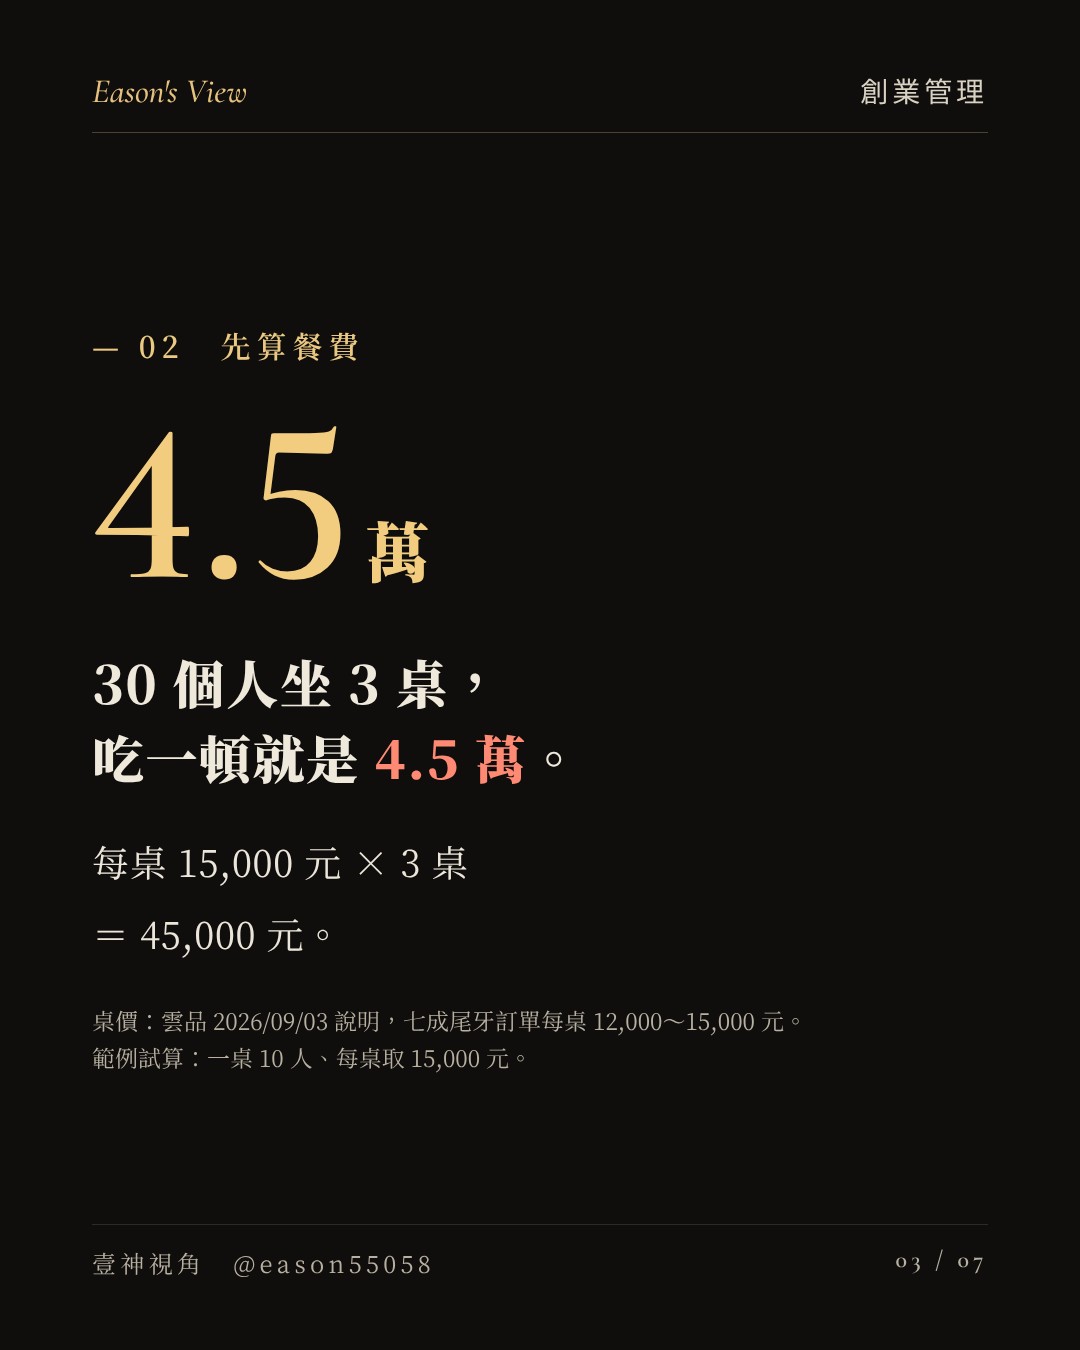 Eason's View
創業管理
— 02 先算餐費
4.5 萬
30 個人坐 3 桌，
吃一頓就是 4.5 萬。
每桌 15,000 元 × 3 桌
＝ 45,000 元。
桌價：雲品 2026/09/03 說明，七成尾牙訂單每桌 12,000～15,000 元。
範例試算：一桌 10 人、每桌取 15,000 元。
壹神視角 @eason55058
03 / 07